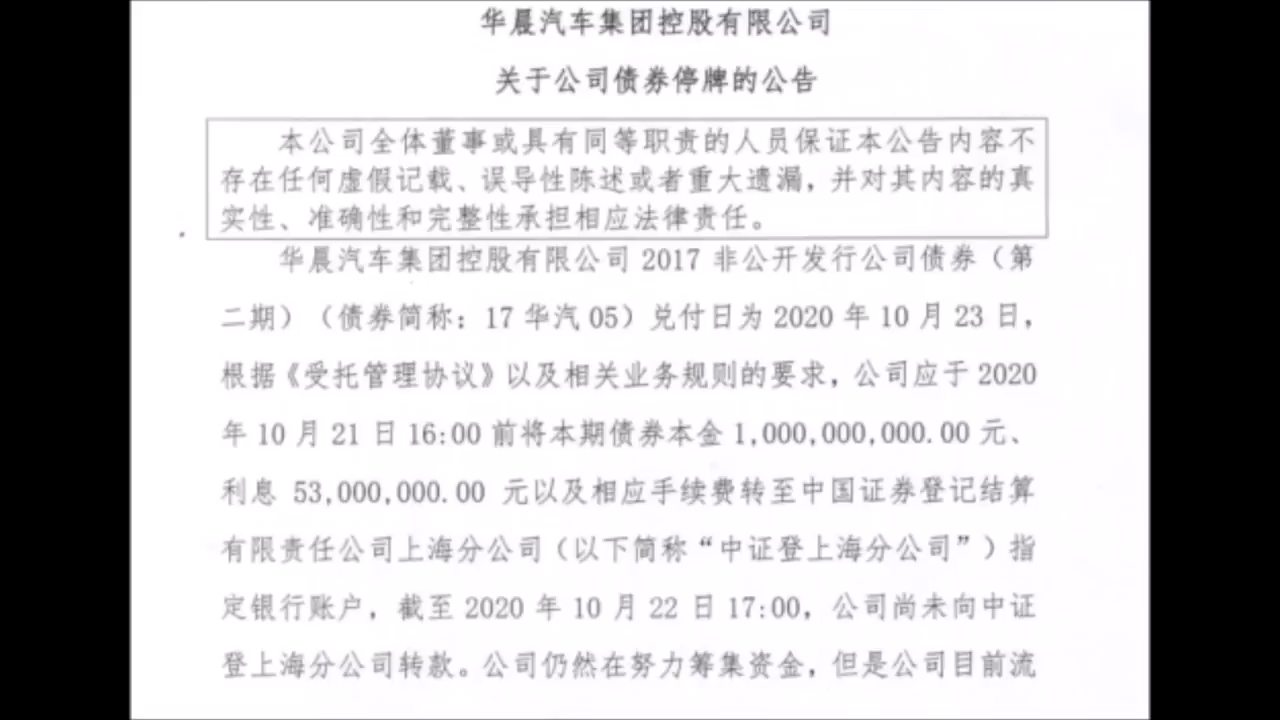 华晨汽车集团控股有限公司
关于公司债券停牌的公告
本公司全体董事或具有同等职责的人员保证本公告内容不
存在任何虚假记载、误导性陈述或者重大遗漏，并对其内容的真
实性、准确性和完整性承担相应法律责任。
华晨汽车集团控股有限公司 2017 非公开发行公司债券（第
二期）（债券简称：17 华汽 05）兑付日为 2020 年 10 月 23 日，
根据《受托管理协议》以及相关业务规则的要求，公司应于 2020
年 10 月 21 日 16:00 前将本期债券本金 1,000,000,000.00 元、
利息 53,000,000.00 元以及相应手续费转至中国证券登记结算
有限责任公司上海分公司（以下简称“中证登上海分公司”）指
定银行账户，截至 2020 年 10 月 22 日 17:00，公司尚未向中证
登上海分公司转款。公司仍然在努力筹集资金，但是公司目前流